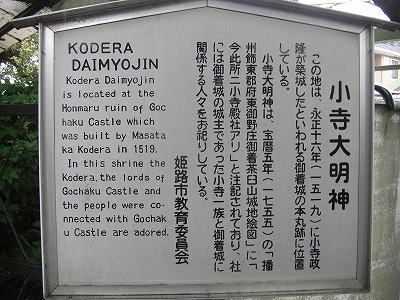 KODERA
DAIMYOJIN
Kodera Daimyojin
is located at the
Honmaru ruin of Goc
haku Castle which
was built by Masata
ka Kodera in 1519.
In this shrine the
Kodera, the lords of
Gochaku Castle and
the people were co-
nnected with Gochak
u Castle are adored.
小寺大明神
この地は、永正十六年(一五一九)に小寺政
隆が築城したといわれる御着城の本丸跡に位置
している。
小寺大明神は、宝暦五年(一七五五)の「播
州飾東郡府東御野庄御着茶臼山城地絵図」に「
今此所ニ小寺殿社アリ」と注記されており、社
には御着城の城主であった小寺一族と御着城に
関係する人々をお祀りしている。
姫路市教育委員会